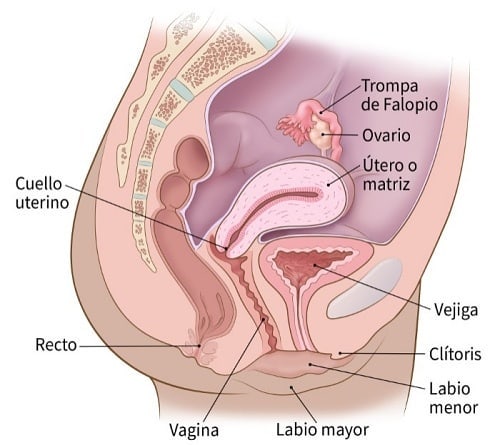 Trompa
de Falopio
Ovario
Útero o
matriz
Cuello
uterino
Vejiga
Recto
Clítoris
Labio
menor
Vagina
Labio mayor